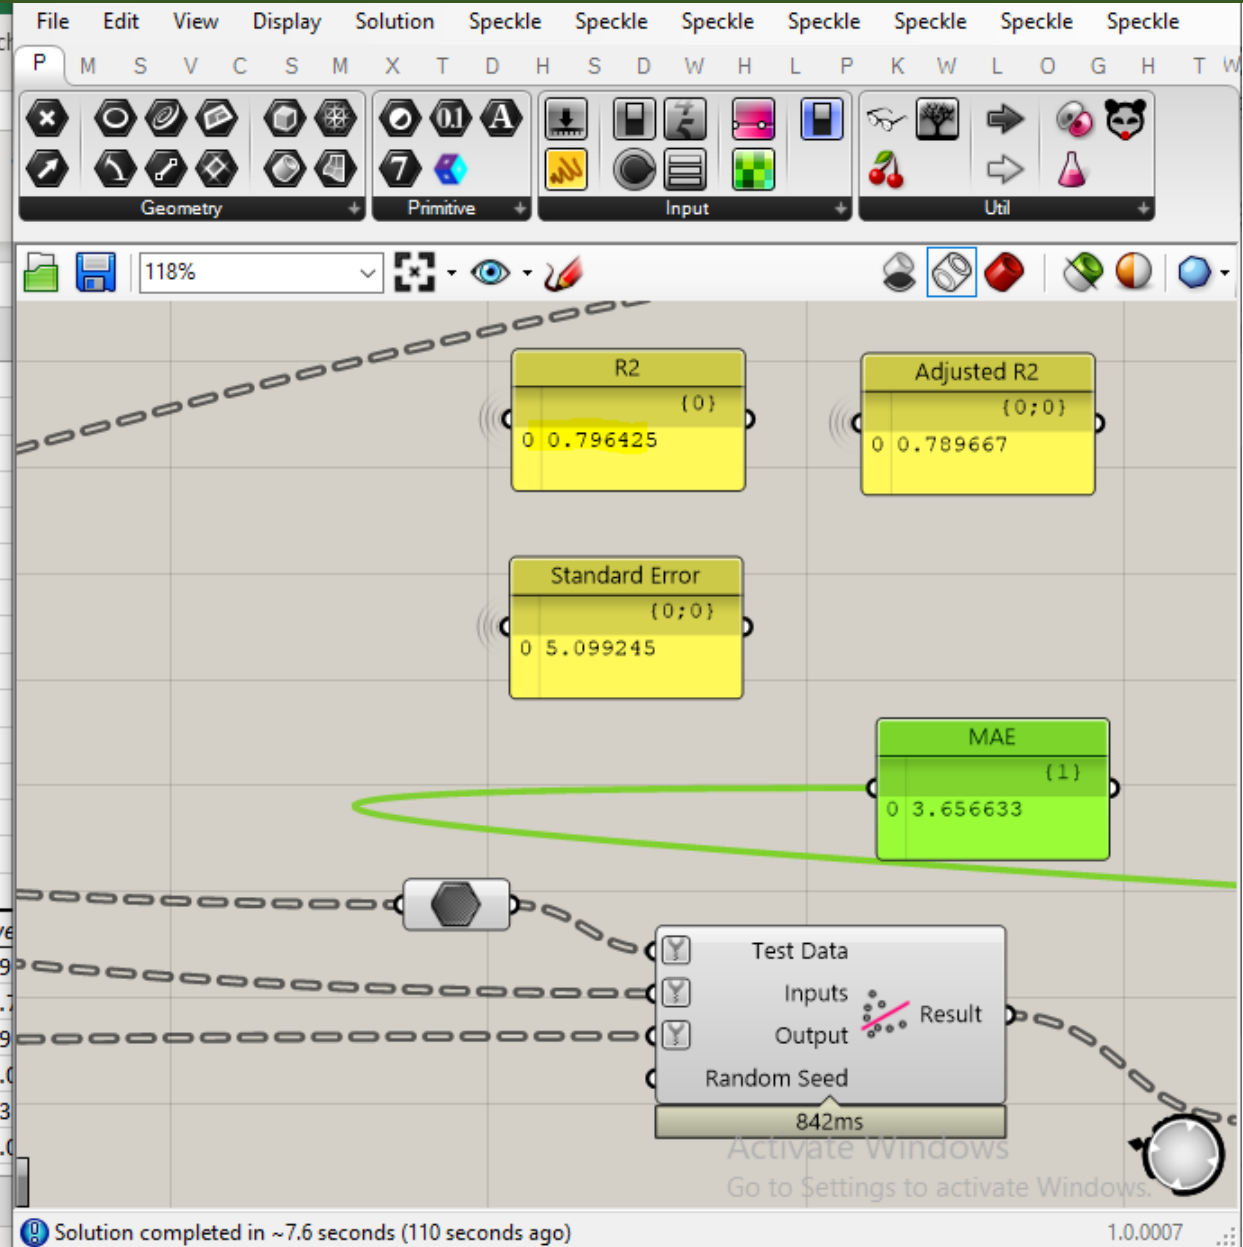 File Edit View Display Solution Speckle Speckle Speckle Speckle Speckle Speckle Speckle
P M S V C S M X T D H S D W H L P K W L O G H T W
0.1 A
7
Geometry Primitive Input Util
118%
R2
{0}
0 0.796425
Adjusted R2
{0;0}
0 0.789667
Standard Error
{0;0}
0 5.099245
MAE
{1}
0 3.656633
Test Data
Inputs
Output
Random Seed
Result
842ms
Activate Windows
Go to Settings to activate Windows.
Solution completed in ~7.6 seconds (110 seconds ago)
1.0.0007